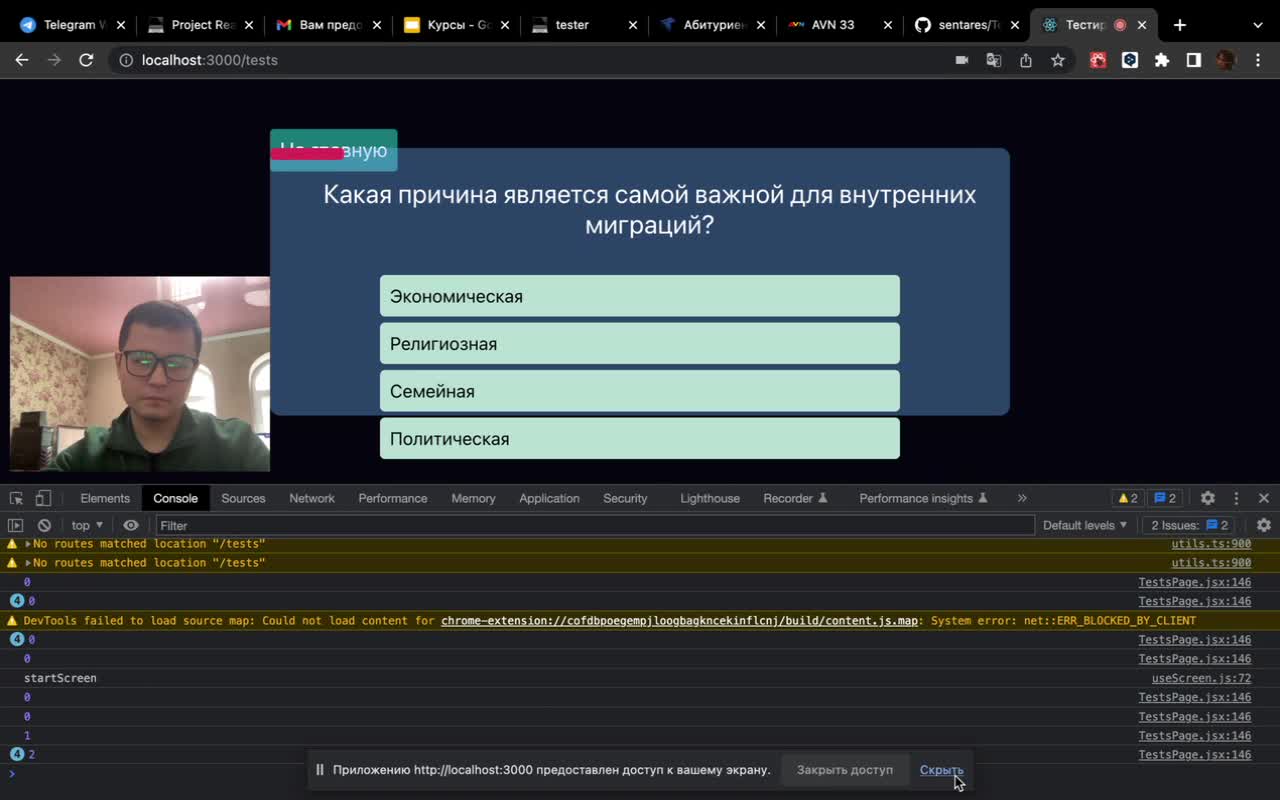 Telegram W
Project Rea
Вам предо
Курсы - Go
tester
Абитуриен
AVN 33
sentares/Te
Тестир
localhost:3000/tests
На главную
Какая причина является самой важной для внутренних
миграций?
Экономическая
Религиозная
Семейная
Политическая
Elements Console Sources Network Performance Memory Application Security Lighthouse Recorder Performance insights » 2 2
top Filter Default levels 2 Issues: 2
No routes matched location "/tests" utils.ts:900
No routes matched location "/tests" utils.ts:900
0 TestsPage.jsx:146
4 0 TestsPage.jsx:146
DevTools failed to load source map: Could not load content for chrome-extension://cofdbpoegempjloogbagkncekinflcnj/build/content.js.map: System error: net::ERR_BLOCKED_BY_CLIENT
4 0 TestsPage.jsx:146
0 TestsPage.jsx:146
startScreen useScreen.js:72
0 TestsPage.jsx:146
0 TestsPage.jsx:146
1 TestsPage.jsx:146
4 2 TestsPage.jsx:146
Приложению http://localhost:3000 предоставлен доступ к вашему экрану. Закрыть доступ Скрыть